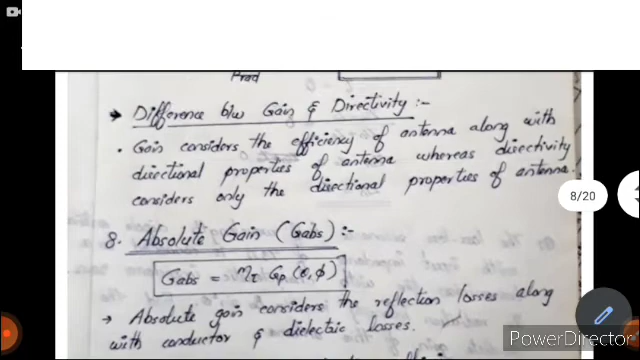 Prad
→ Difference b/w Gain & Directivity :-
• Gain considers the efficiency of antenna along with
directional properties of antenna whereas directivity
considers only the directional properties of antenna.
8/20
8. Absolute Gain (Gabs) :-
Gabs = ητ Gp (θ, φ)
→ Absolute gain considers the reflection losses along
with conductor & dielectric losses.
PowerDirector